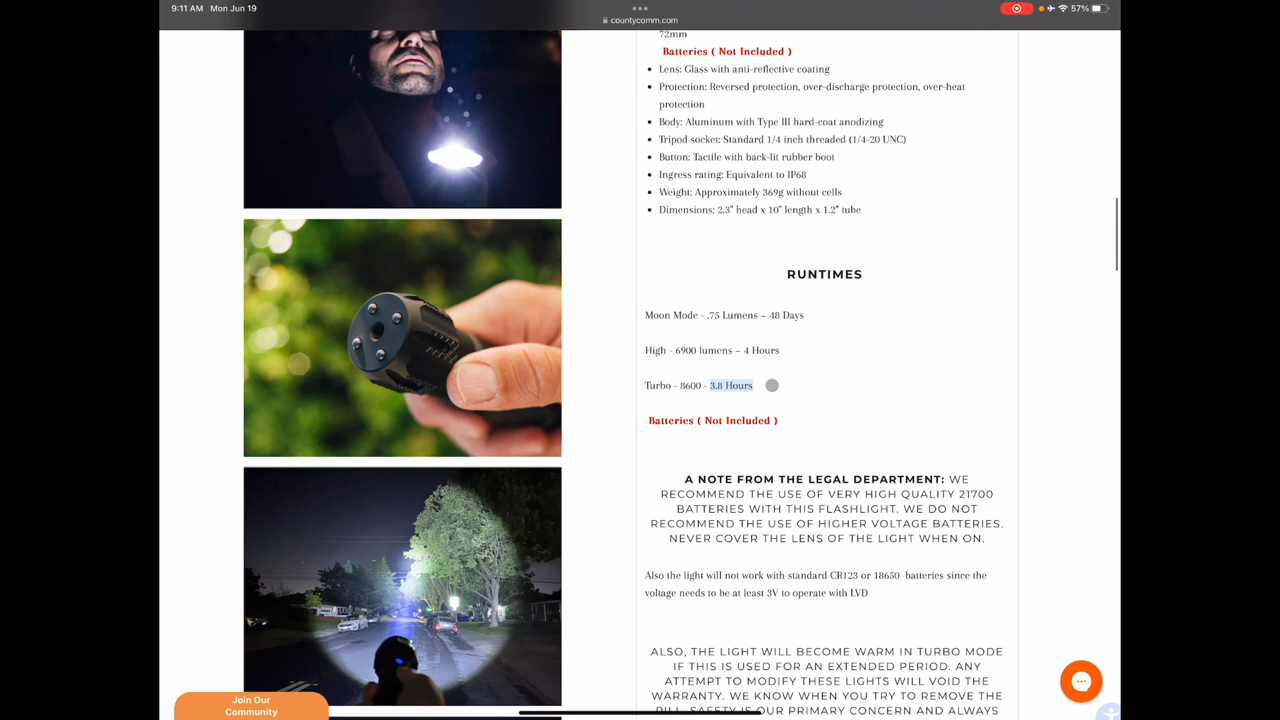 9:11 AM Mon Jun 19
countycomm.com
57%
72mm
Batteries ( Not Included )
Lens: Glass with anti-reflective coating
Protection: Reversed protection, over-discharge protection, over-heat
protection
Body: Aluminum with Type III hard-coat anodizing
Tripod socket: Standard 1/4 inch threaded (1/4-20 UNC)
Button: Tactile with back-lit rubber boot
Ingress rating: Equivalent to IP68
Weight: Approximately 369g without cells
Dimensions: 2.3" head x 10" length x 1.2" tube
RUNTIMES
Moon Mode - .75 Lumens ~ 48 Days
High - 6900 lumens ~ 4 Hours
Turbo - 8600 - 3.8 Hours
Batteries ( Not Included )
A NOTE FROM THE LEGAL DEPARTMENT: WE
RECOMMEND THE USE OF VERY HIGH QUALITY 21700
BATTERIES WITH THIS FLASHLIGHT. WE DO NOT
RECOMMEND THE USE OF HIGHER VOLTAGE BATTERIES.
NEVER COVER THE LENS OF THE LIGHT WHEN ON.
Also the light will not work with standard CR123 or 18650 batteries since the
voltage needs to be at least 3V to operate with LVD
ALSO, THE LIGHT WILL BECOME WARM IN TURBO MODE
IF THIS IS USED FOR AN EXTENDED PERIOD. ANY
ATTEMPT TO MODIFY THESE LIGHTS WILL VOID THE
WARRANTY. WE KNOW WHEN YOU TRY TO REMOVE THE
PILL. SAFETY IS OUR PRIMARY CONCERN AND ALWAYS
Join Our
Community